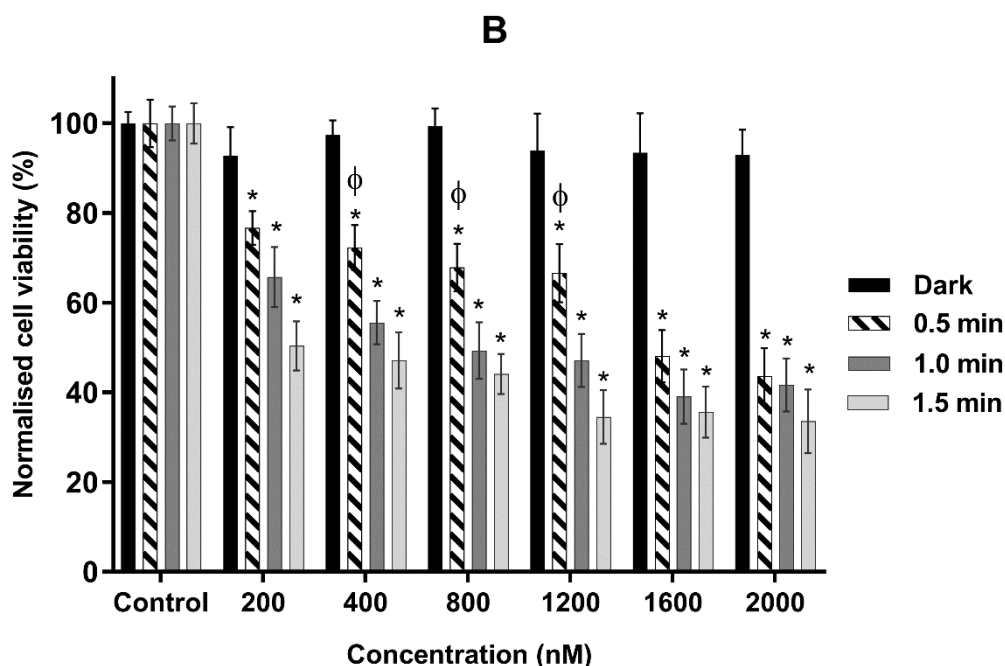 B
Normalised cell viability (%)
100
80
60
40
20
0
* * *
ϕ
* * *
ϕ
* * *
ϕ
* * *
* * *
* * *
Control 200 400 800 1200 1600 2000
Concentration (nM)
Dark
0.5 min
1.0 min
1.5 min